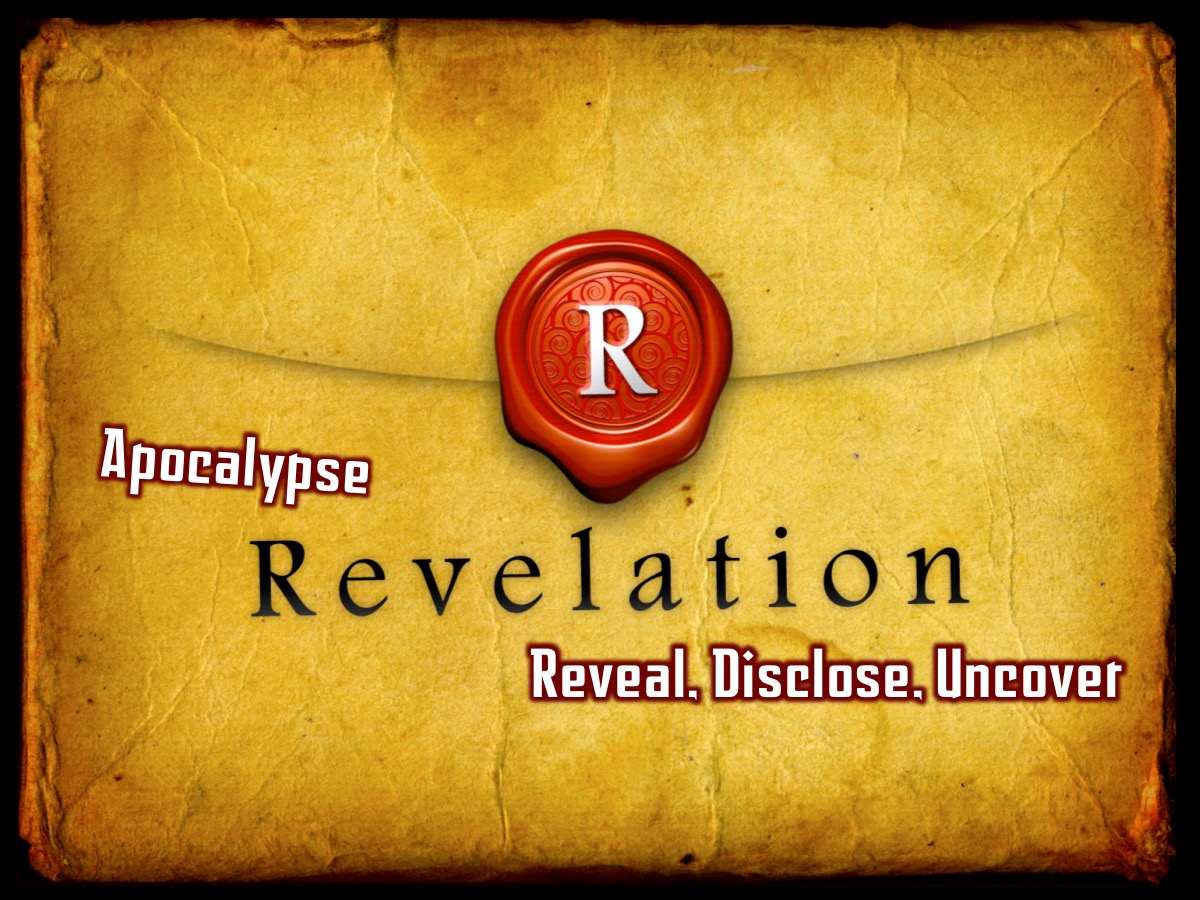 R
Apocalypse
Revelation
Reveal, Disclose, Uncover